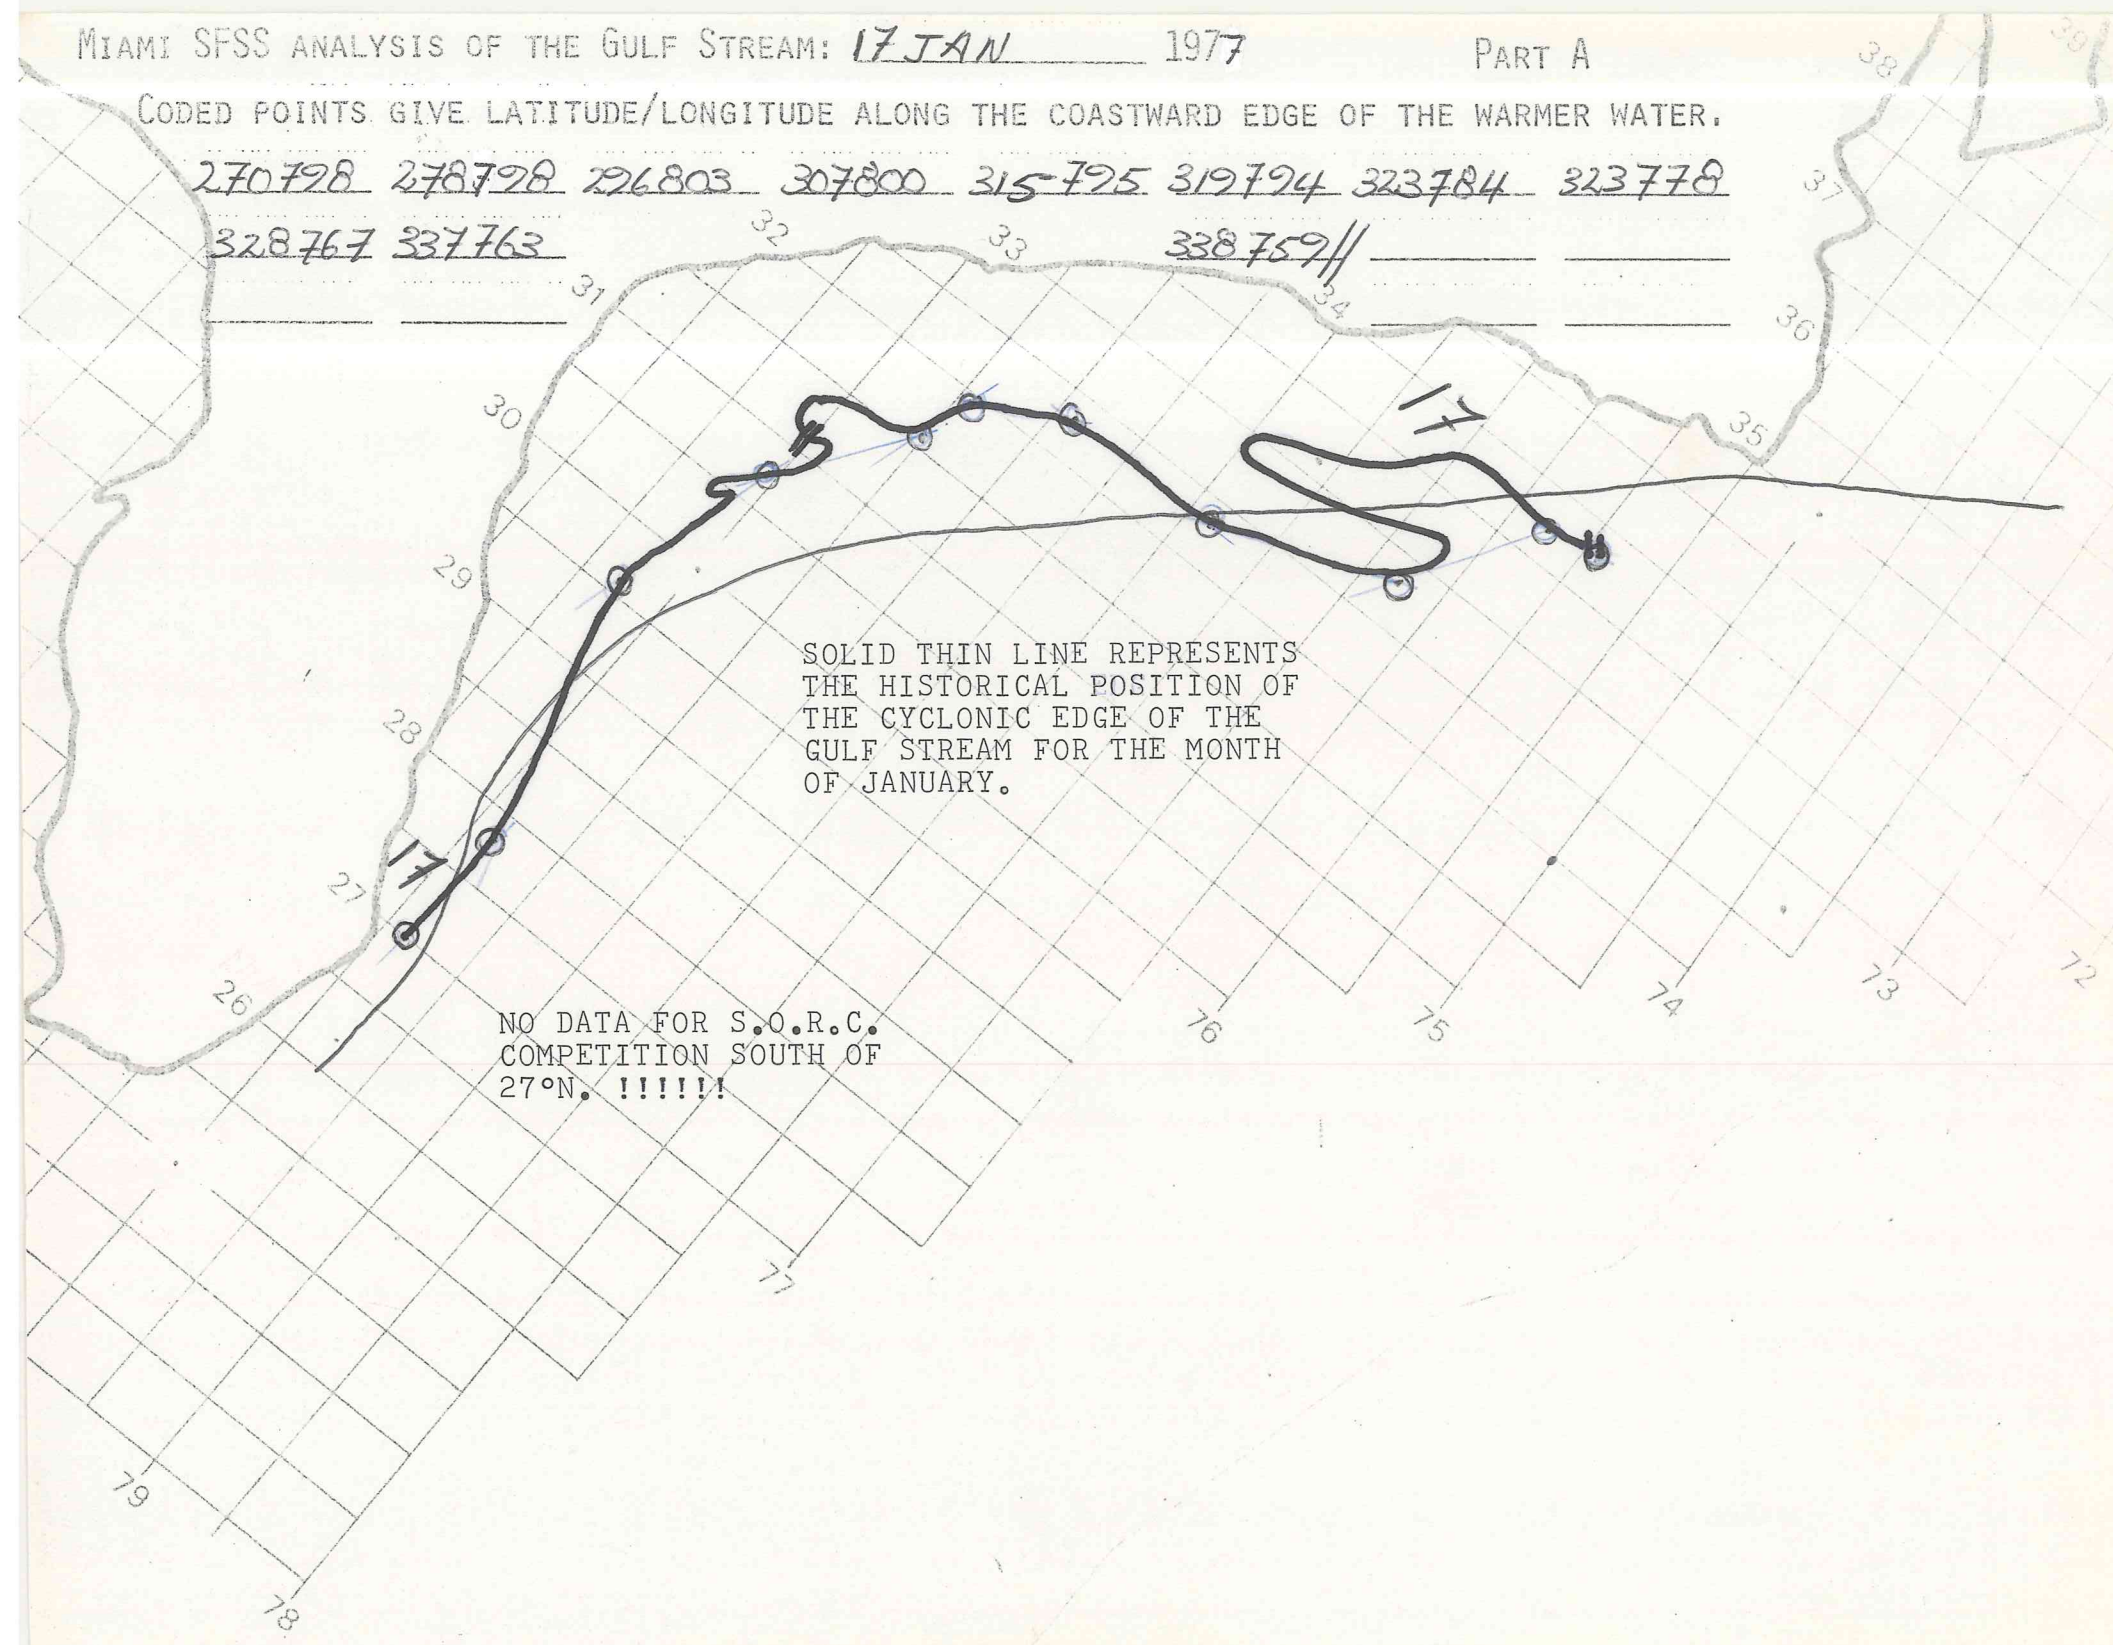 MIAMI SFSS ANALYSIS OF THE GULF STREAM: 17 JAN 1977 PART A
CODED POINTS GIVE LATITUDE/LONGITUDE ALONG THE COASTWARD EDGE OF THE WARMER WATER.
270798 278798 296803 307800 315795 319794 323784 323778
328767 337763 338759//
38
39
37
36
35
34
33
32
31
30
29
28
27
26
17
17
SOLID THIN LINE REPRESENTS
THE HISTORICAL POSITION OF
THE CYCLONIC EDGE OF THE
GULF STREAM FOR THE MONTH
OF JANUARY.
NO DATA FOR S.O.R.C.
COMPETITION SOUTH OF
27°N. !!!!!!
72
73
74
75
76
77
78
79